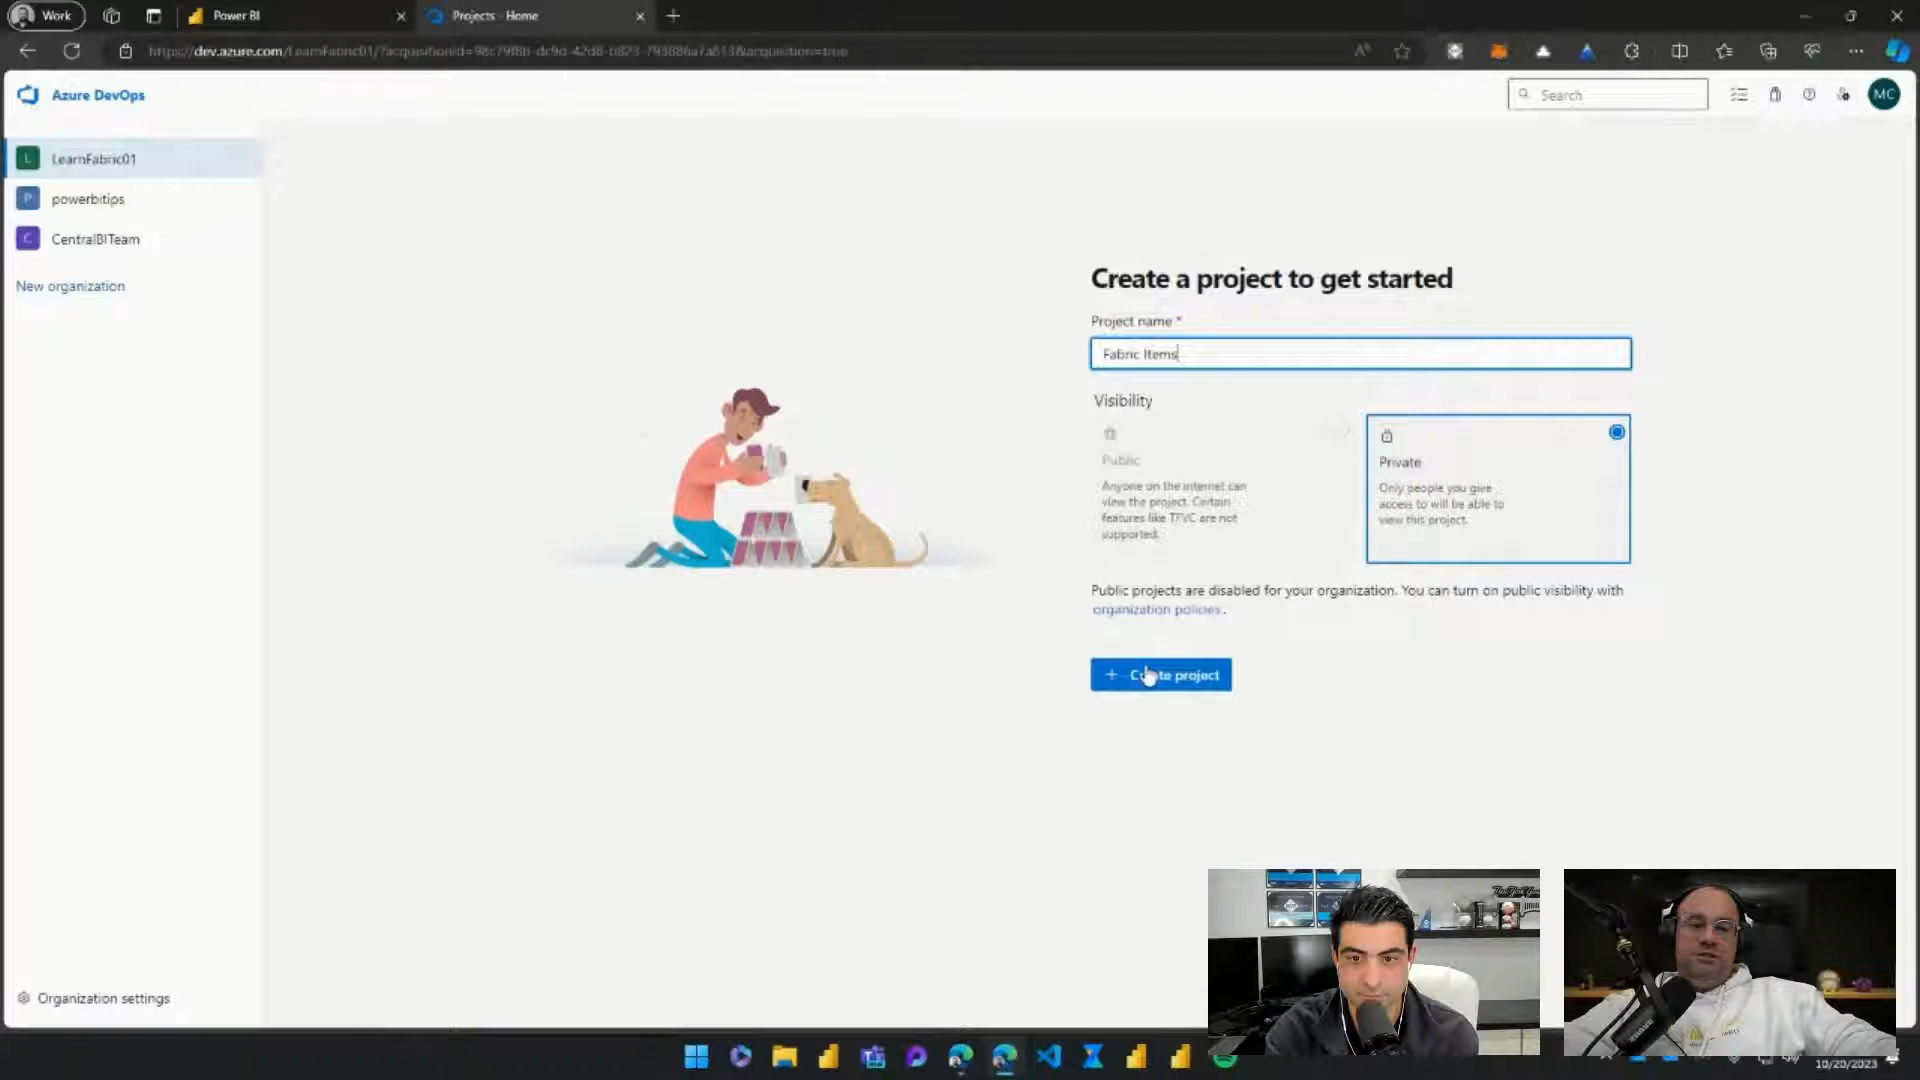 Work
Power BI
Projects - Home
Azure DevOps
Search
MC
L
LearnFabric01
P
powerbitips
C
CentralBITeam
New organization
Create a project to get started
Project name *
Fabric Items
Visibility
Public
Anyone on the internet can
view the project. Certain
features like TFVC are not
supported.
Private
Only people you give
access to will be able to
view this project.
Public projects are disabled for your organization. You can turn on public visibility with
organization policies.
+ Create project
Organization settings
10/20/2023